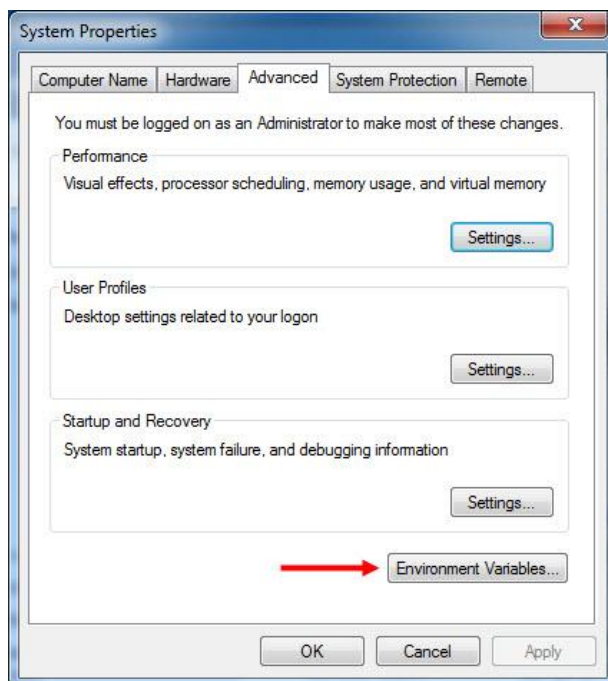 System Properties
Computer Name Hardware Advanced System Protection Remote
You must be logged on as an Administrator to make most of these changes.
Performance
Visual effects, processor scheduling, memory usage, and virtual memory
Settings...
User Profiles
Desktop settings related to your logon
Settings...
Startup and Recovery
System startup, system failure, and debugging information
Settings...
Environment Variables...
OK Cancel Apply